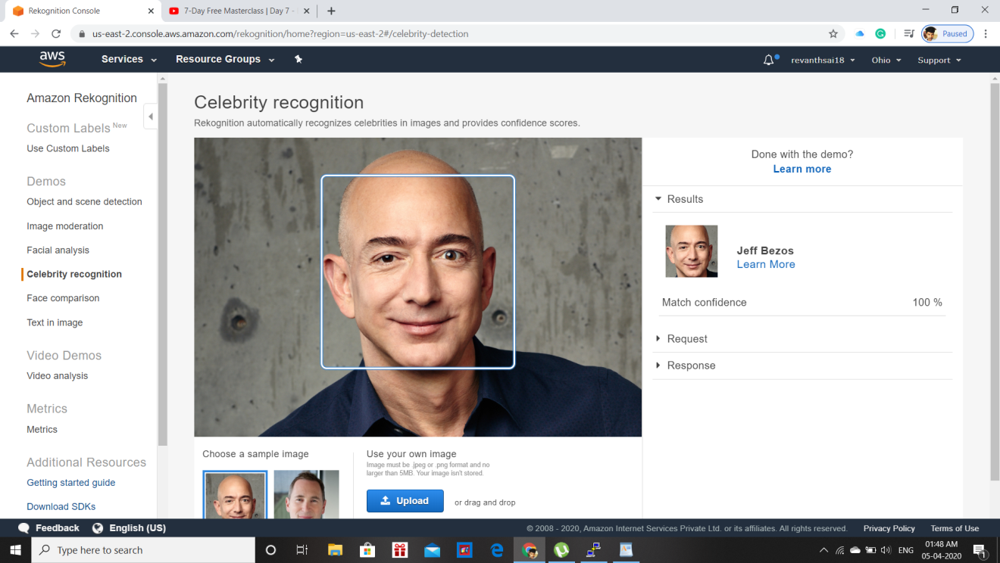 Rekognition Console
7-Day Free Masterclass | Day 7 -
us-east-2.console.aws.amazon.com/rekognition/home?region=us-east-2#/celebrity-detection
Paused
aws
Services
Resource Groups
revanthsai18
Ohio
Support
Amazon Rekognition
Custom Labels New
Use Custom Labels
Demos
Object and scene detection
Image moderation
Facial analysis
Celebrity recognition
Face comparison
Text in image
Video Demos
Video analysis
Metrics
Metrics
Additional Resources
Getting started guide
Download SDKs
Celebrity recognition
Rekognition automatically recognizes celebrities in images and provides confidence scores.
Choose a sample image
Use your own image
Image must be .jpeg or .png format and no
larger than 5MB. Your image isn't stored.
Upload
or drag and drop
Done with the demo?
Learn more
Results
Jeff Bezos
Learn More
Match confidence 100 %
Request
Response
Feedback
English (US)
© 2008 - 2020, Amazon Internet Services Private Ltd. or its affiliates. All rights reserved.
Privacy Policy
Terms of Use
Type here to search
ENG
01:48 AM
05-04-2020
1